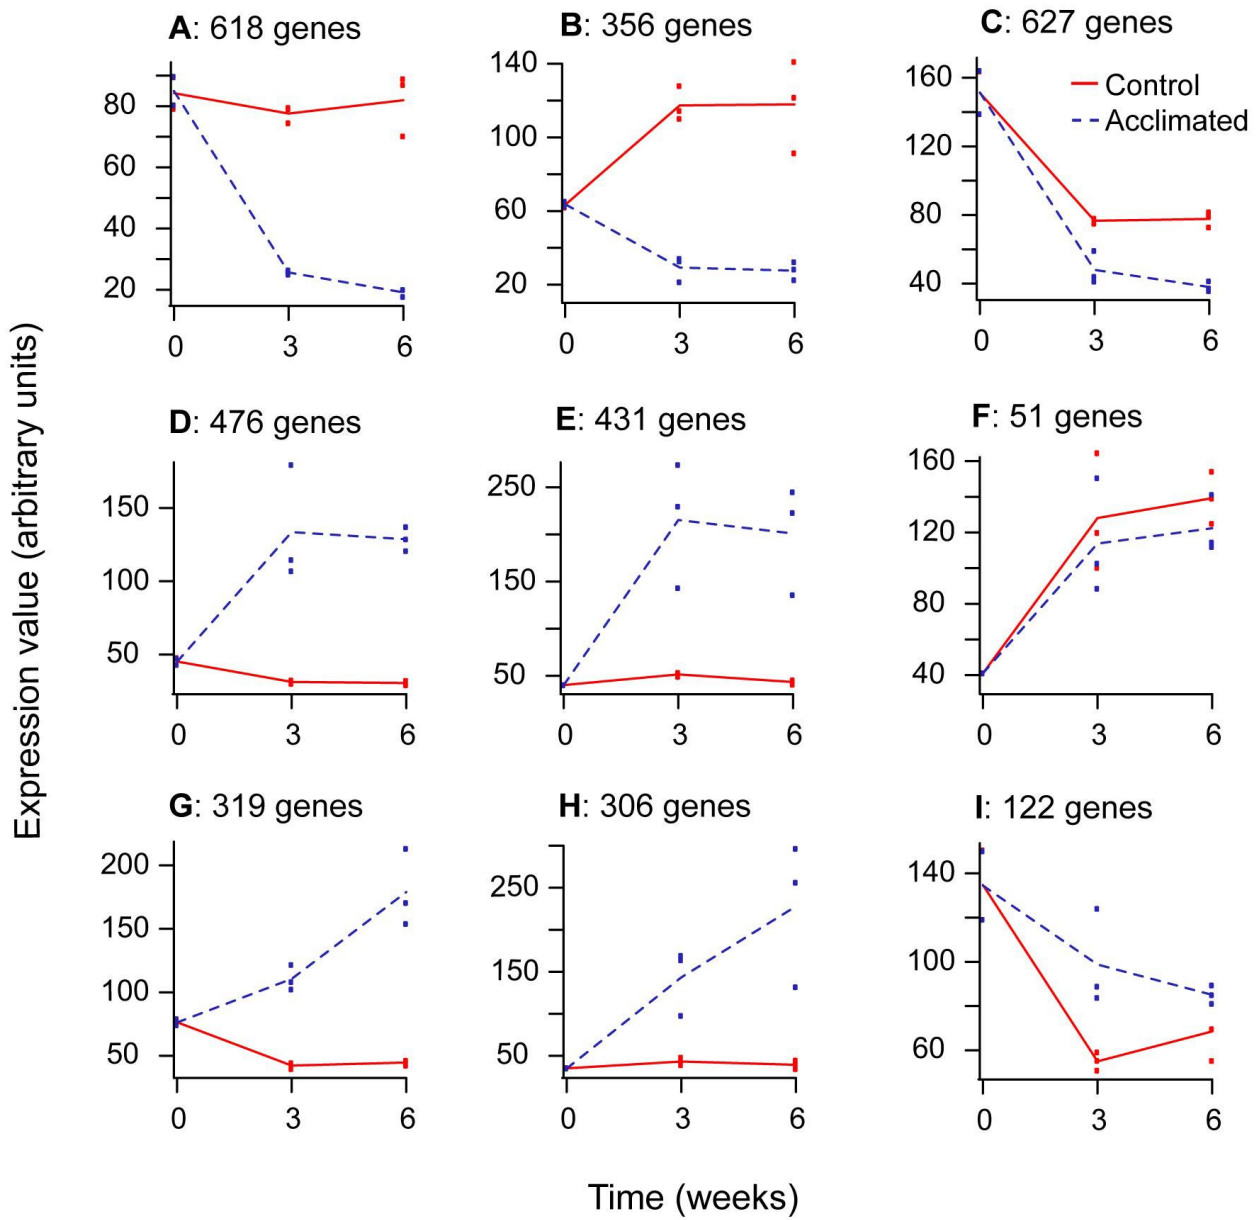 A: 618 genes
B: 356 genes
C: 627 genes
Control
Acclimated
80
60
40
20
0 3 6
140
100
60
20
0 3 6
160
120
80
40
0 3 6
D: 476 genes
E: 431 genes
F: 51 genes
150
100
50
0 3 6
250
150
50
0 3 6
160
120
80
40
0 3 6
G: 319 genes
H: 306 genes
I: 122 genes
200
150
100
50
0 3 6
250
150
50
0 3 6
140
100
60
0 3 6
Expression value (arbitrary units)
Time (weeks)